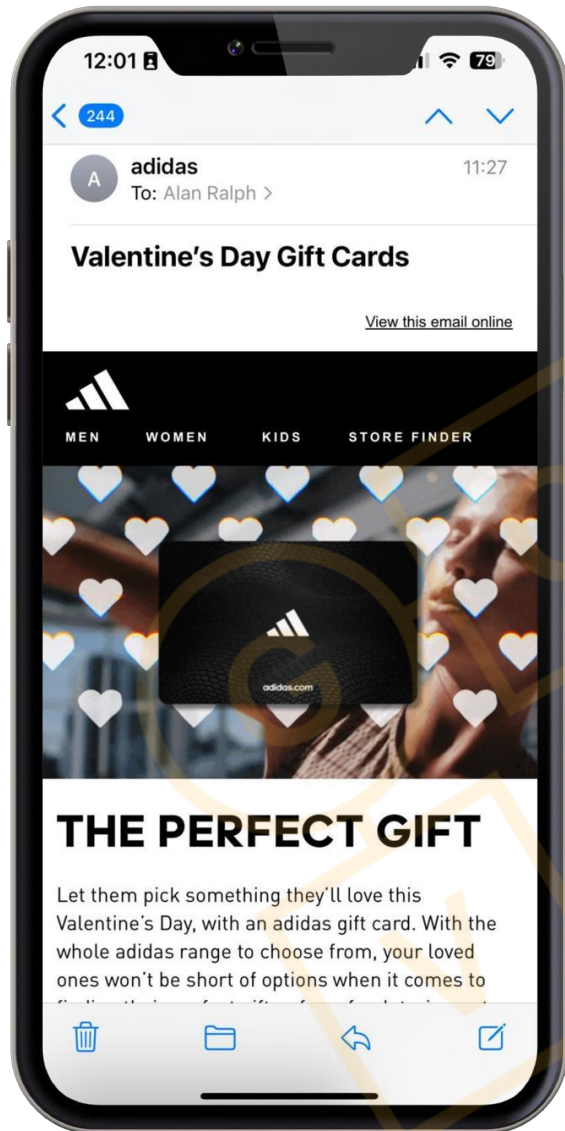 12:01 79
244
A adidas 11:27
To: Alan Ralph >
Valentine's Day Gift Cards
View this email online
MEN WOMEN KIDS STORE FINDER
adidas.com
THE PERFECT GIFT
Let them pick something they'll love this
Valentine's Day, with an adidas gift card. With the
whole adidas range to choose from, your loved
ones won't be short of options when it comes to